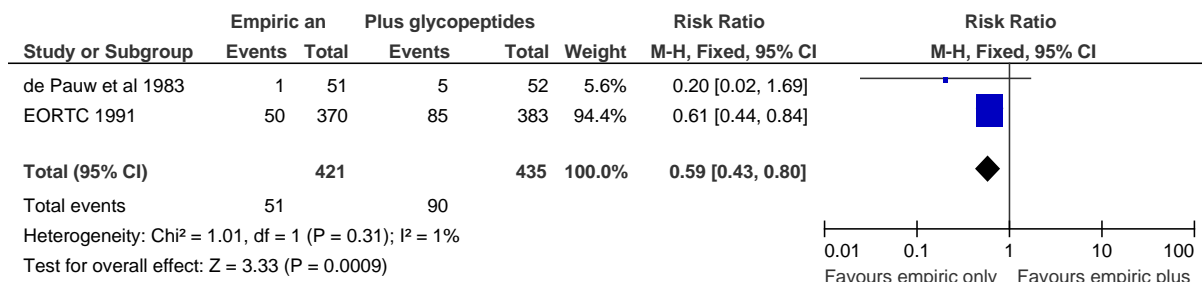 Empiric an Plus glycopeptides Risk Ratio Risk Ratio
Study or Subgroup Events Total Events Total Weight M-H, Fixed, 95% CI M-H, Fixed, 95% CI
de Pauw et al 1983 1 51 5 52 5.6% 0.20 [0.02, 1.69]
EORTC 1991 50 370 85 383 94.4% 0.61 [0.44, 0.84]
Total (95% CI) 421 435 100.0% 0.59 [0.43, 0.80]
Total events 51 90
Heterogeneity: Chi² = 1.01, df = 1 (P = 0.31); I² = 1%
Test for overall effect: Z = 3.33 (P = 0.0009)
0.01 0.1 1 10 100
Favours empiric only Favours empiric plus